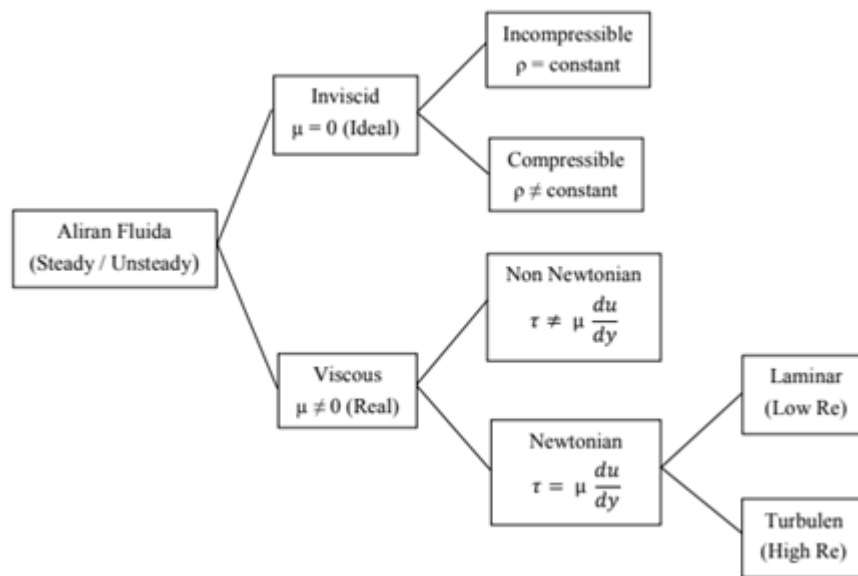 Aliran Fluida
(Steady / Unsteady)
Inviscid
μ = 0 (Ideal)
Incompressible
ρ = constant
Compressible
ρ ≠ constant
Viscous
μ ≠ 0 (Real)
Non Newtonian
τ ≠ μ du/dy
Newtonian
τ = μ du/dy
Laminar
(Low Re)
Turbulen
(High Re)